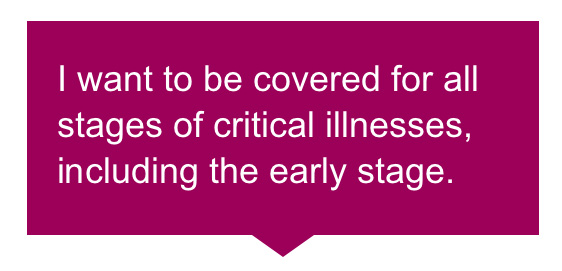 I want to be covered for all
stages of critical illnesses,
including the early stage.